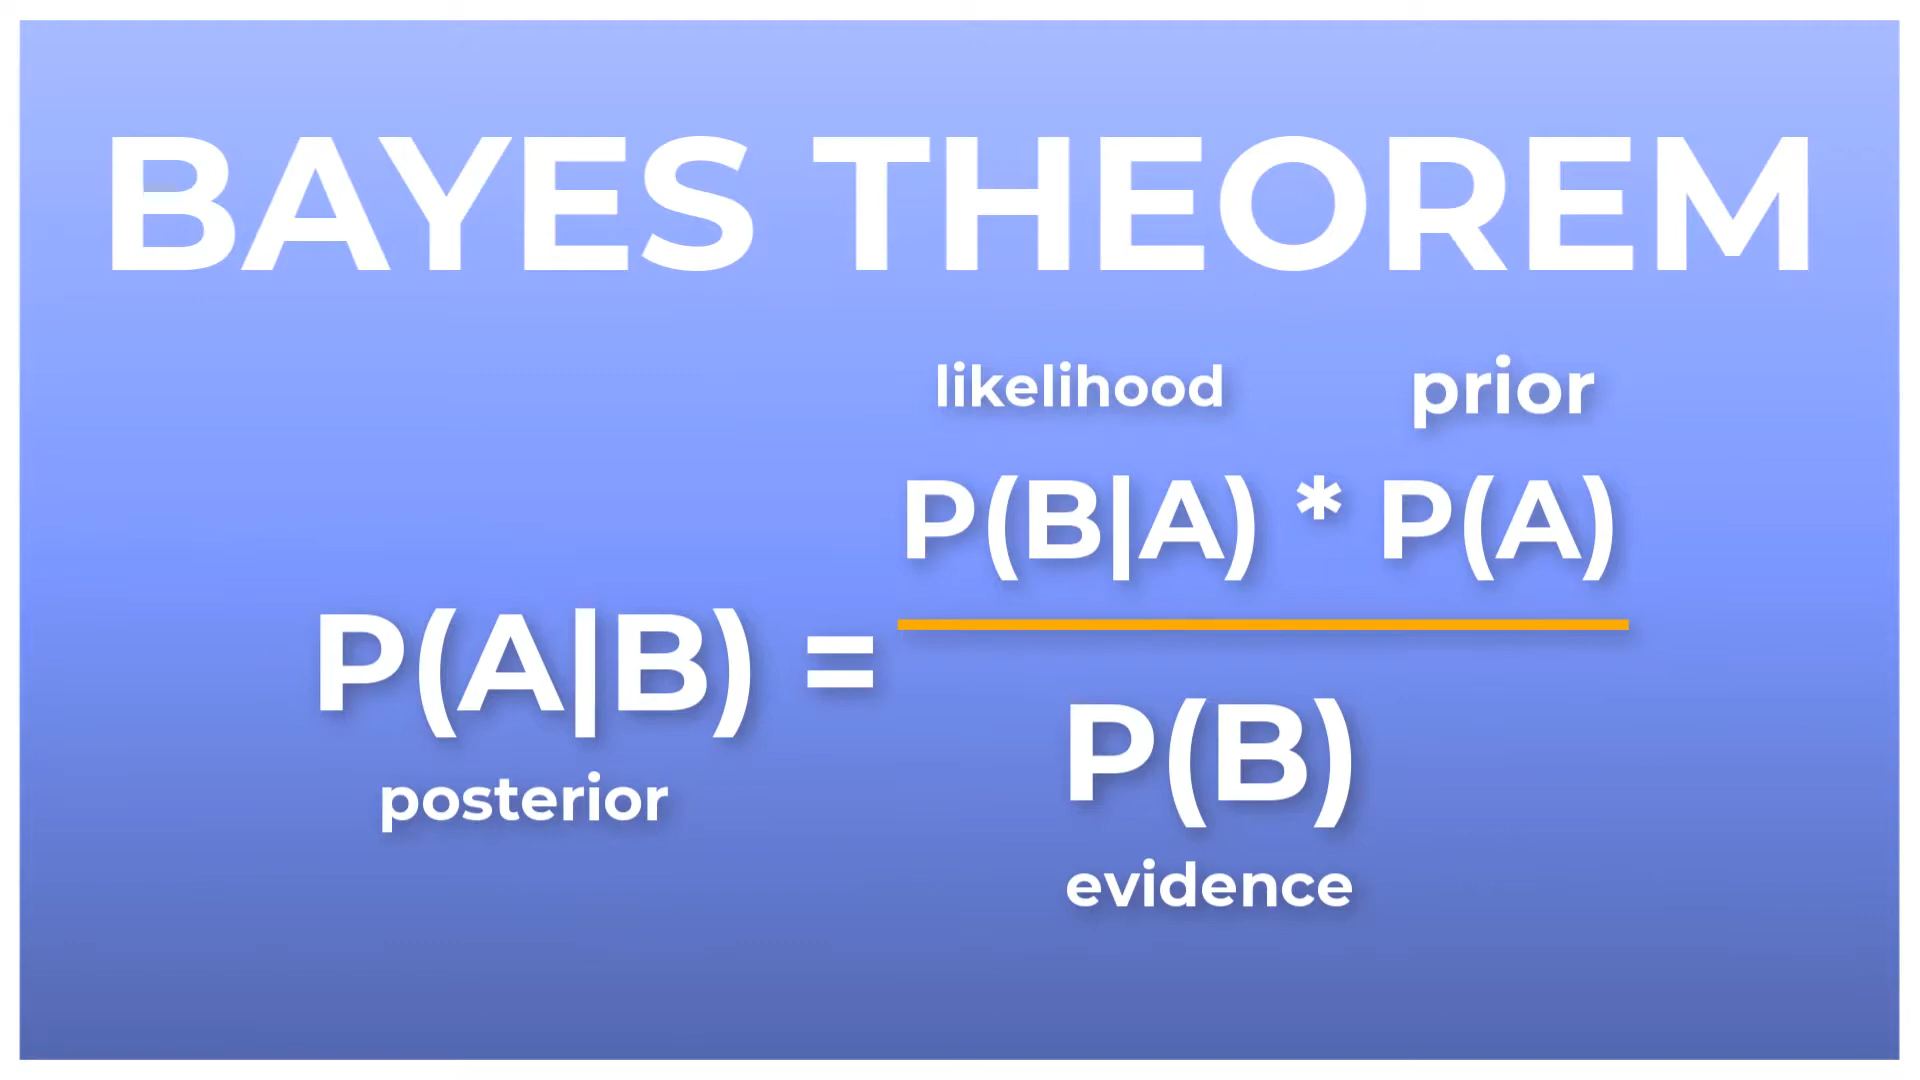 BAYES THEOREM
likelihood prior
P(B|A) * P(A)
P(A|B) =
P(B)
posterior
evidence